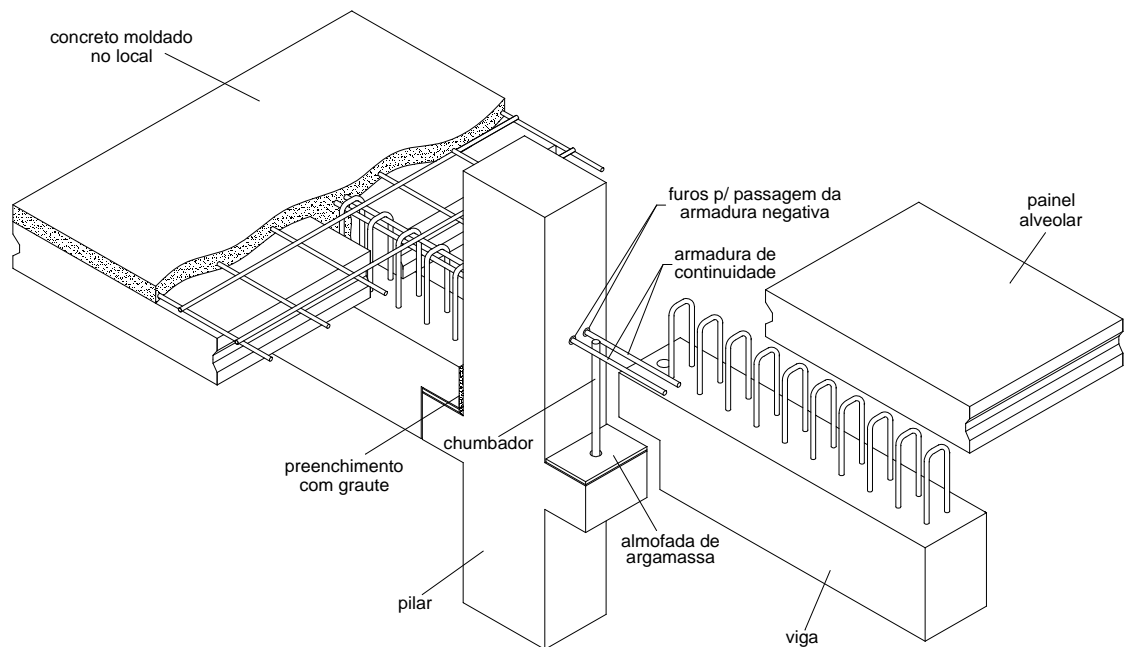 concreto moldado
no local
furos p/ passagem da
armadura negativa
armadura de
continuidade
painel
alveolar
chumbador
preenchimento
com graute
almofada de
argamassa
pilar
viga